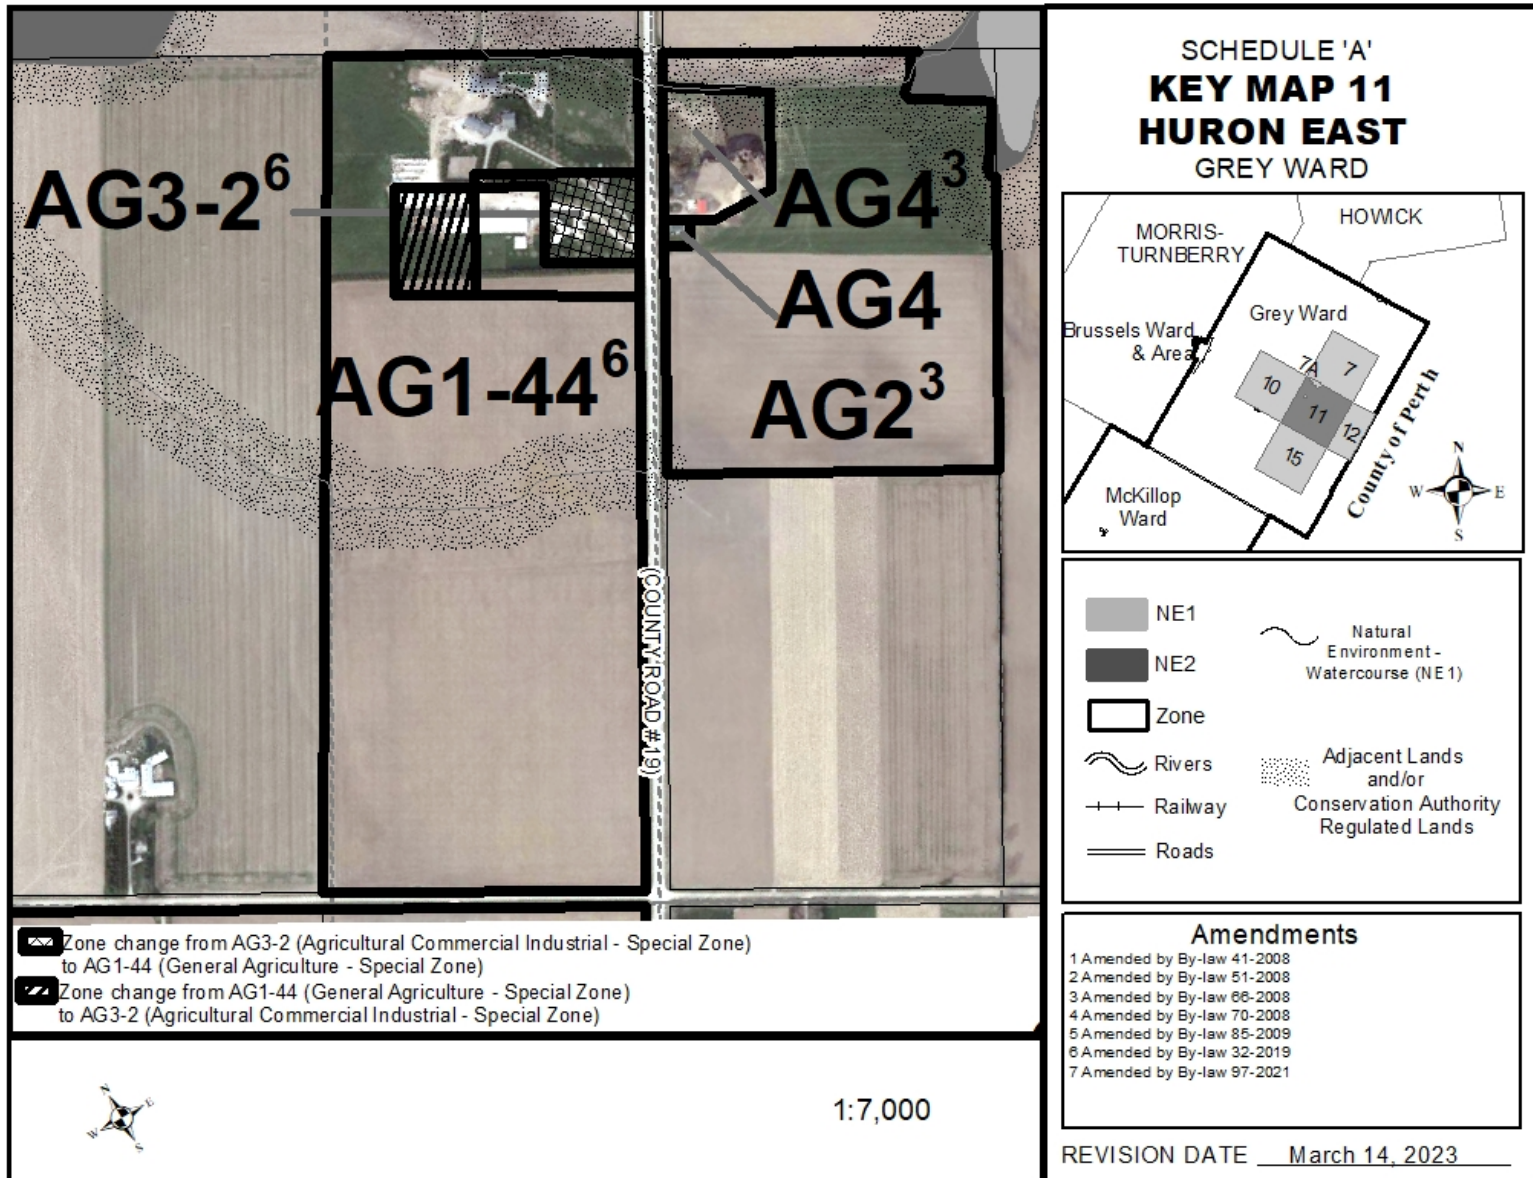 AG3-2⁶
AG4³
AG4
AG1-44⁶
AG2³
(COUNTY ROAD #19)
Zone change from AG3-2 (Agricultural Commercial Industrial - Special Zone)
to AG1-44 (General Agriculture - Special Zone)
Zone change from AG1-44 (General Agriculture - Special Zone)
to AG3-2 (Agricultural Commercial Industrial - Special Zone)
N
E
W
S
1:7,000
SCHEDULE 'A'
KEY MAP 11
HURON EAST
GREY WARD
HOWICK
MORRIS-
TURNBERRY
Grey Ward
Brussels Ward
& Area
7A
7
10
11
12
15
County of Perth
McKillop
Ward
N
W
E
S
NE1
NE2
Zone
Rivers
Railway
Roads
Natural
Environment -
Watercourse (NE1)
Adjacent Lands
and/or
Conservation Authority
Regulated Lands
Amendments
1 Amended by By-law 41-2008
2 Amended by By-law 51-2008
3 Amended by By-law 66-2008
4 Amended by By-law 70-2008
5 Amended by By-law 85-2009
6 Amended by By-law 32-2019
7 Amended by By-law 97-2021
REVISION DATE March 14, 2023